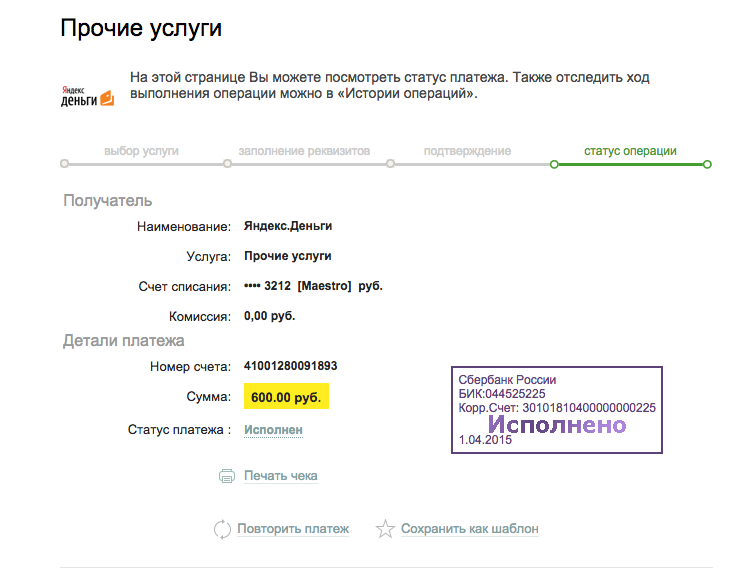 Прочие услуги
На этой странице Вы можете посмотреть статус платежа. Также отследить ход
выполнения операции можно в «Истории операций».
Яндекс
деньги
выбор услуги заполнение реквизитов подтверждение статус операции
Получатель
Наименование: Яндекс.Деньги
Услуга: Прочие услуги
Счет списания: •••• 3212 [Maestro] руб.
Комиссия: 0,00 руб.
Детали платежа
Номер счета: 41001280091893
Сумма: 600.00 руб.
Статус платежа : Исполнен
Сбербанк России
БИК:044525225
Корр.Счет: 30101810400000000225
Исполнено
1.04.2015
Печать чека
Повторить платеж Сохранить как шаблон